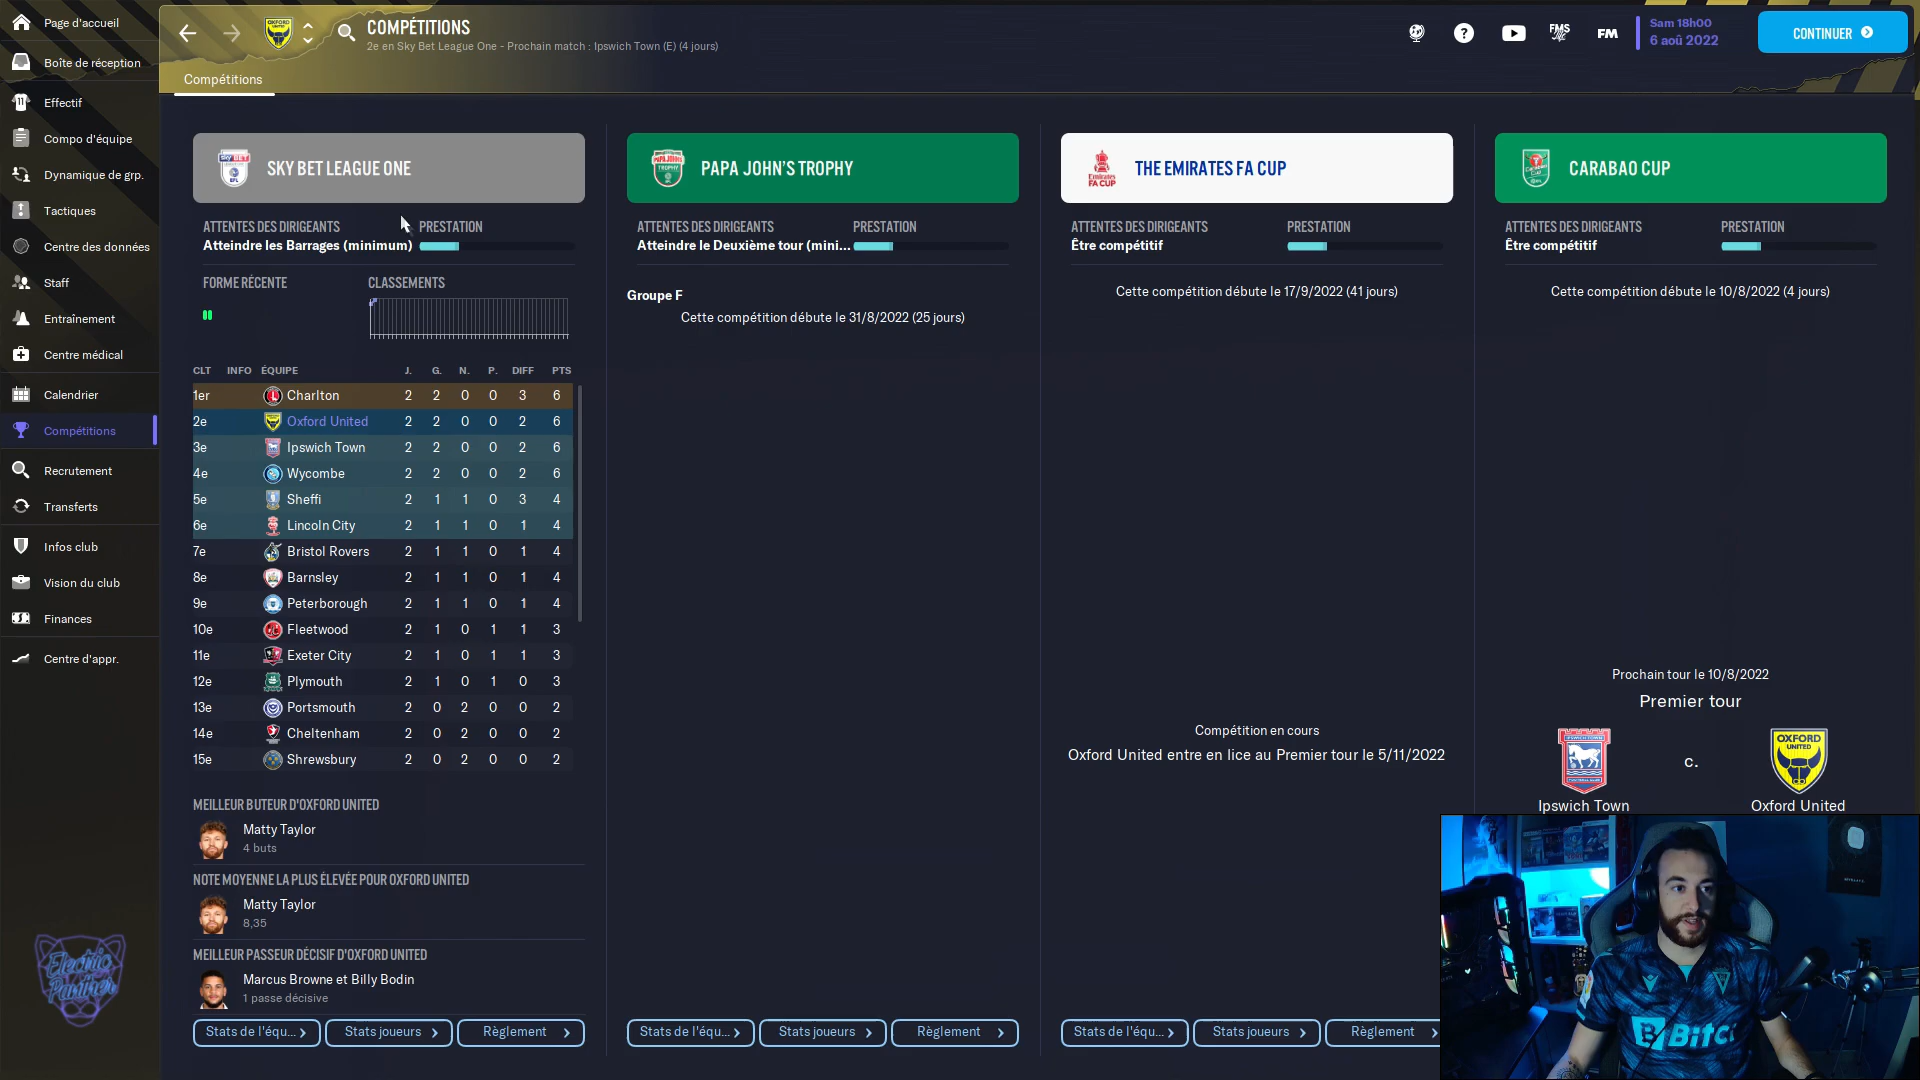 Page d'accueil
Boîte de réception
Effectif
Compo d'équipe
Dynamique de grp.
Tactiques
Centre des données
Staff
Entraînement
Centre médical
Calendrier
Compétitions
Recrutement
Transferts
Infos club
Vision du club
Finances
Centre d'appr.
Electric Panther
COMPÉTITIONS
2e en Sky Bet League One - Prochain match : Ipswich Town (E) (4 jours)
FMS
FM
Sam 18h00
6 aoû 2022
CONTINUER
Compétitions
SKY BET LEAGUE ONE
ATTENTES DES DIRIGEANTS PRESTATION
Atteindre les Barrages (minimum)
FORME RÉCENTE CLASSEMENTS
CLT INFO ÉQUIPE J. G. N. P. DIFF PTS
1er Charlton 2 2 0 0 3 6
2e Oxford United 2 2 0 0 2 6
3e Ipswich Town 2 2 0 0 2 6
4e Wycombe 2 2 0 0 2 6
5e Sheffi 2 1 1 0 3 4
6e Lincoln City 2 1 1 0 1 4
7e Bristol Rovers 2 1 1 0 1 4
8e Barnsley 2 1 1 0 1 4
9e Peterborough 2 1 1 0 1 4
10e Fleetwood 2 1 0 1 1 3
11e Exeter City 2 1 0 1 1 3
12e Plymouth 2 1 0 1 0 3
13e Portsmouth 2 0 2 0 0 2
14e Cheltenham 2 0 2 0 0 2
15e Shrewsbury 2 0 2 0 0 2
MEILLEUR BUTEUR D'OXFORD UNITED
Matty Taylor
4 buts
NOTE MOYENNE LA PLUS ÉLEVÉE POUR OXFORD UNITED
Matty Taylor
8,35
MEILLEUR PASSEUR DÉCISIF D'OXFORD UNITED
Marcus Browne et Billy Bodin
1 passe décisive
Stats de l'équ... Stats joueurs Règlement
PAPA JOHN'S TROPHY
ATTENTES DES DIRIGEANTS PRESTATION
Atteindre le Deuxième tour (mini...
Groupe F
Cette compétition débute le 31/8/2022 (25 jours)
Stats de l'équ... Stats joueurs Règlement
Emirates
FA CUP
THE EMIRATES FA CUP
ATTENTES DES DIRIGEANTS PRESTATION
Être compétitif
Cette compétition débute le 17/9/2022 (41 jours)
Compétition en cours
Oxford United entre en lice au Premier tour le 5/11/2022
Stats de l'équ... Stats joueurs Règlement
CARABAO CUP
ATTENTES DES DIRIGEANTS PRESTATION
Être compétitif
Cette compétition débute le 10/8/2022 (4 jours)
Prochain tour le 10/8/2022
Premier tour
OXFORD
UNITED
c.
Ipswich Town Oxford United
Bitci